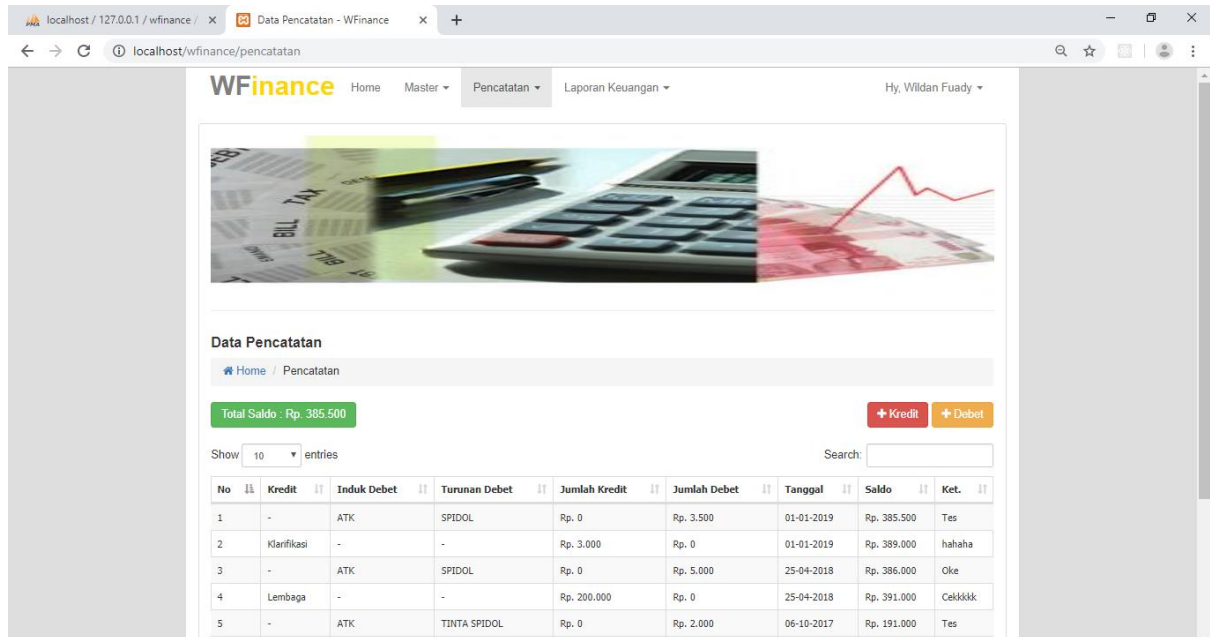 localhost / 127.0.0.1 / wfinance /
Data Pencatatan - WFinance
localhost/wfinance/pencatatan
WFinance Home Master Pencatatan Laporan Keuangan Hy, Wildan Fuady
DEBT
BILL TAX
BILL
Data Pencatatan
Home / Pencatatan
Total Saldo : Rp. 385.500
+ Kredit + Debet
Show 10 entries Search:
No Kredit Induk Debet Turunan Debet Jumlah Kredit Jumlah Debet Tanggal Saldo Ket.
1 - ATK SPIDOL Rp. 0 Rp. 3.500 01-01-2019 Rp. 385.500 Tes
2 Klarifikasi - - Rp. 3.000 Rp. 0 01-01-2019 Rp. 389.000 hahaha
3 - ATK SPIDOL Rp. 0 Rp. 5.000 25-04-2018 Rp. 386.000 Oke
4 Lembaga - - Rp. 200.000 Rp. 0 25-04-2018 Rp. 391.000 Cekkkkk
5 - ATK TINTA SPIDOL Rp. 0 Rp. 2.000 06-10-2017 Rp. 191.000 Tes